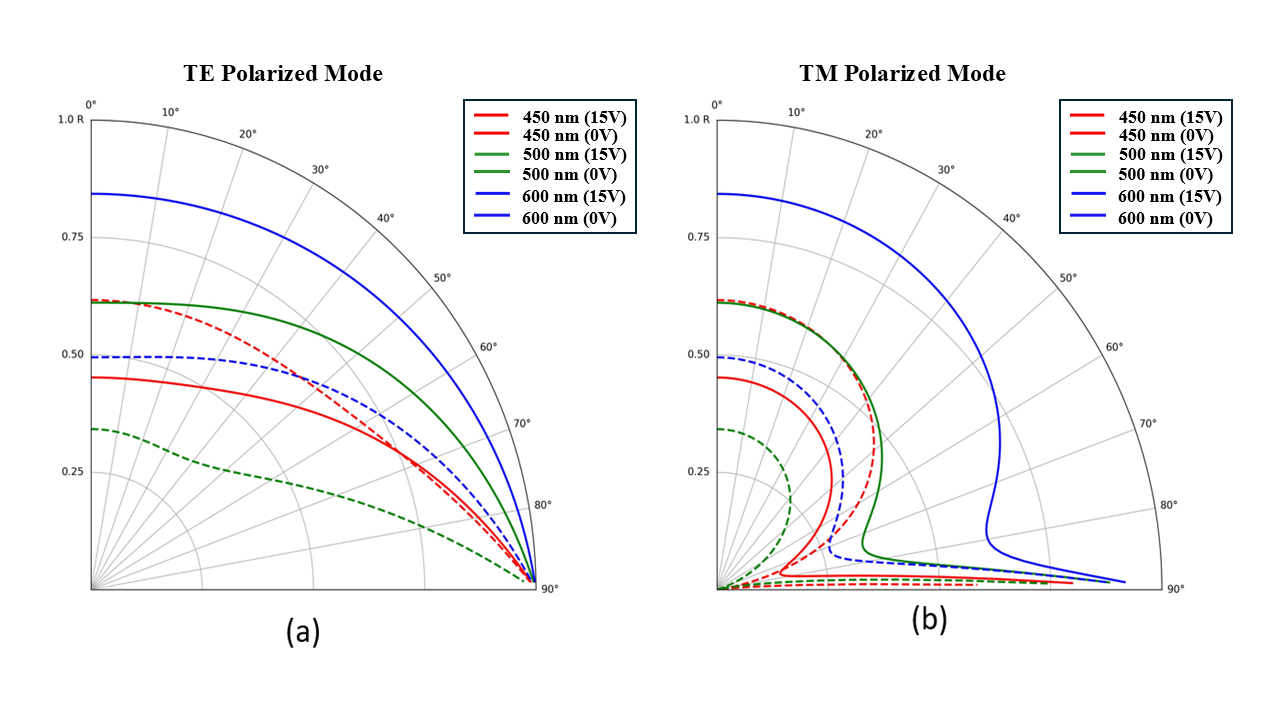 TE Polarized Mode
0°
10°
20°
30°
40°
50°
60°
70°
80°
90°
1.0 R
0.75
0.50
0.25
450 nm (15V)
450 nm (0V)
500 nm (15V)
500 nm (0V)
600 nm (15V)
600 nm (0V)
(a)
TM Polarized Mode
0°
10°
20°
30°
40°
50°
60°
70°
80°
90°
1.0 R
0.75
0.50
0.25
450 nm (15V)
450 nm (0V)
500 nm (15V)
500 nm (0V)
600 nm (15V)
600 nm (0V)
(b)